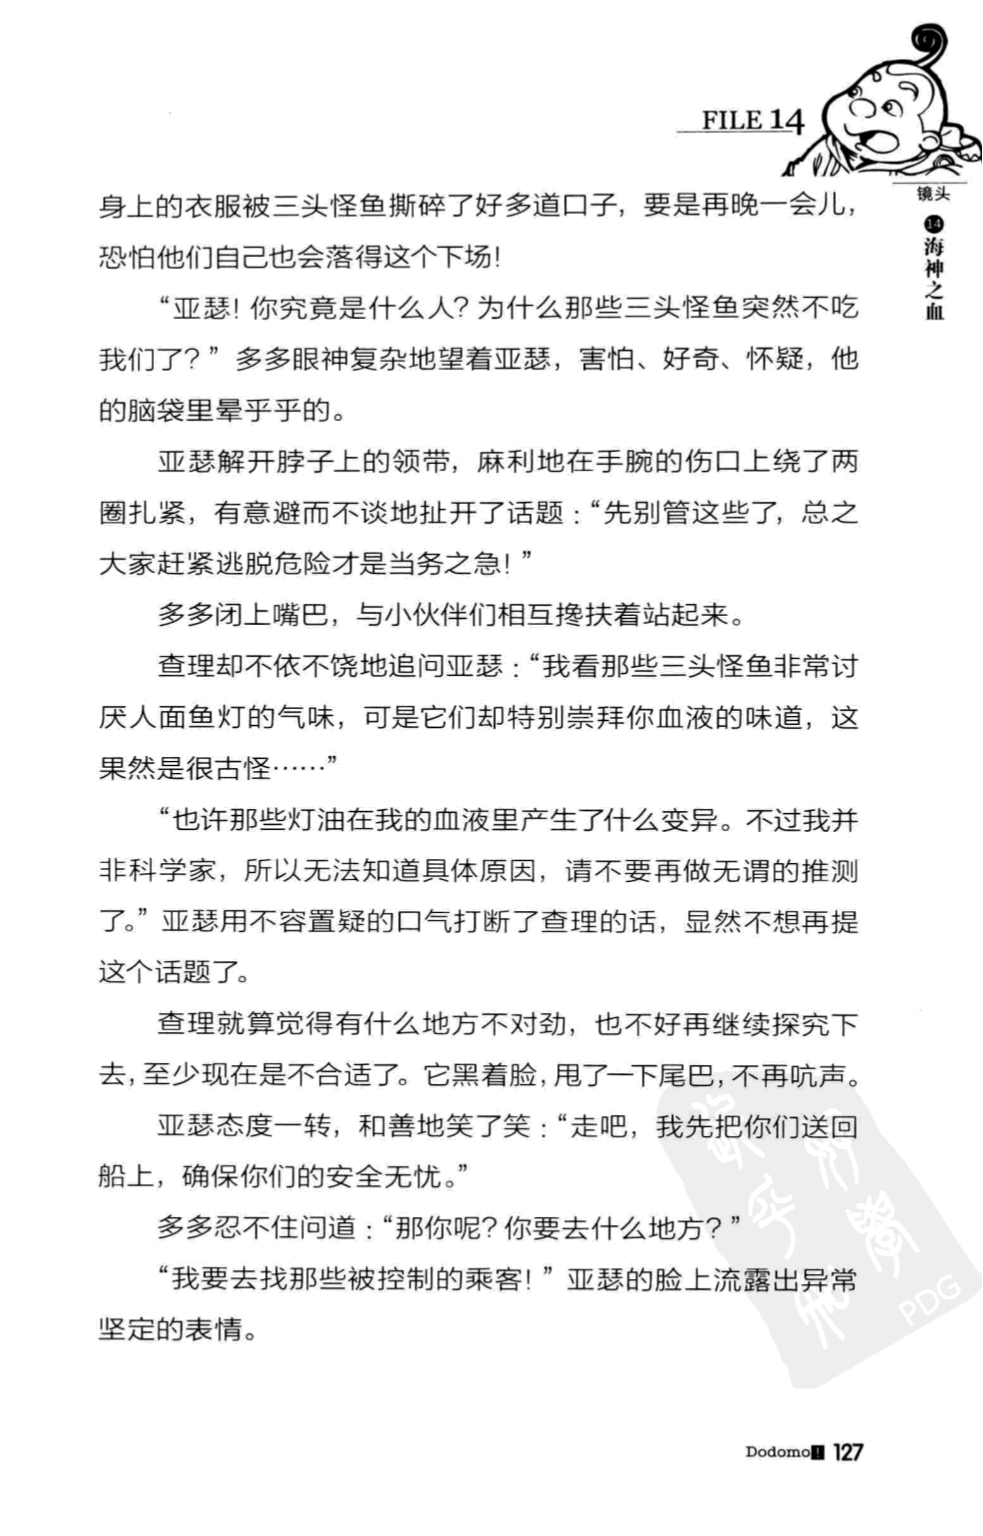 FILE 14
镜头
14
海神之血
身上的衣服被三头怪鱼撕碎了好多道口子，要是再晚一会儿，
恐怕他们自己也会落得这个下场！
“亚瑟！你究竟是什么人？为什么那些三头怪鱼突然不吃
我们了？”多多眼神复杂地望着亚瑟，害怕、好奇、怀疑，他
的脑袋里晕乎乎的。
亚瑟解开脖子上的领带，麻利地在手腕的伤口上绕了两
圈扎紧，有意避而不谈地扯开了话题：“先别管这些了，总之
大家赶紧逃脱危险才是当务之急！”
多多闭上嘴巴，与小伙伴们相互搀扶着站起来。
查理却不依不饶地追问亚瑟：“我看那些三头怪鱼非常讨
厌人面鱼灯的气味，可是它们却特别崇拜你血液的味道，这
果然是很古怪……”
“也许那些灯油在我的血液里产生了什么变异。不过我并
非科学家，所以无法知道具体原因，请不要再做无谓的推测
了。”亚瑟用不容置疑的口气打断了查理的话，显然不想再提
这个话题了。
查理就算觉得有什么地方不对劲，也不好再继续探究下
去，至少现在是不合适了。它黑着脸，甩了一下尾巴，不再吭声。
亚瑟态度一转，和善地笑了笑：“走吧，我先把你们送回
船上，确保你们的安全无忧。”
多多忍不住问道：“那你呢？你要去什么地方？”
“我要去找那些被控制的乘客！”亚瑟的脸上流露出异常
坚定的表情。
PDG
Dodomo! 127